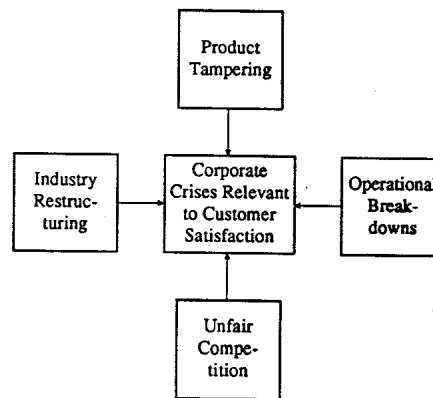 Product
Tampering
Industry
Restruc-
turing
Corporate
Crises Relevant
to Customer
Satisfaction
Operational
Break-
downs
Unfair
Compe-
tition